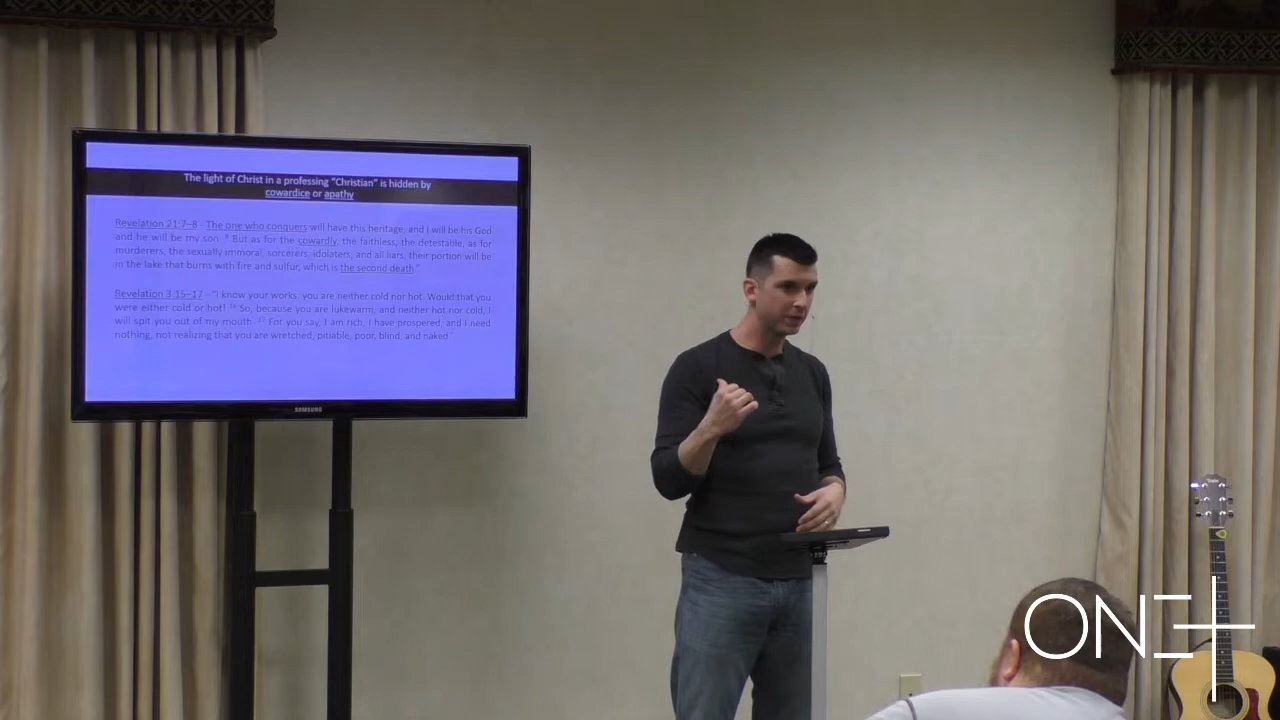 The light of Christ in a professing "Christian" is hidden by
cowardice or apathy
Revelation 21:7–8 - The one who conquers will have this heritage, and I will be his God
and he will be my son. ⁸ But as for the cowardly, the faithless, the detestable, as for
murderers, the sexually immoral, sorcerers, idolaters, and all liars, their portion will be
in the lake that burns with fire and sulfur, which is the second death."
Revelation 3:15–17 - "I know your works: you are neither cold nor hot. Would that you
were either cold or hot! ¹⁶ So, because you are lukewarm, and neither hot nor cold, I
will spit you out of my mouth. ¹⁷ For you say, I am rich, I have prospered, and I need
nothing, not realizing that you are wretched, pitiable, poor, blind, and naked."
SAMSUNG
Taylor
ONE